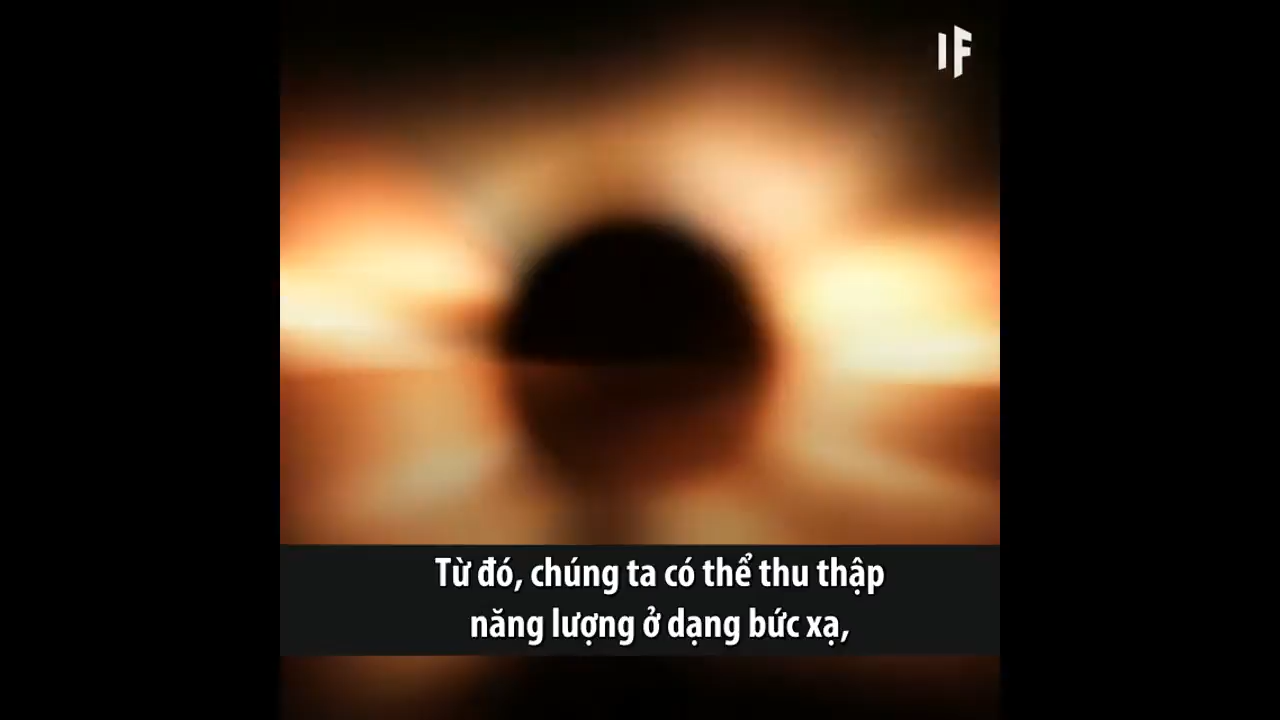 IF
Từ đó, chúng ta có thể thu thập
năng lượng ở dạng bức xạ,